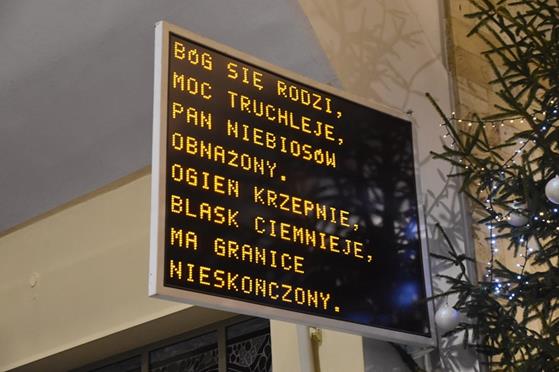 BÓG SIĘ RODZI,
MOC TRUCHLEJE,
PAN NIEBIOSÓW
OBNAŻONY.
OGIEŃ KRZEPNIE,
BLASK CIEMNIEJE,
MA GRANICE
NIESKOŃCZONY.